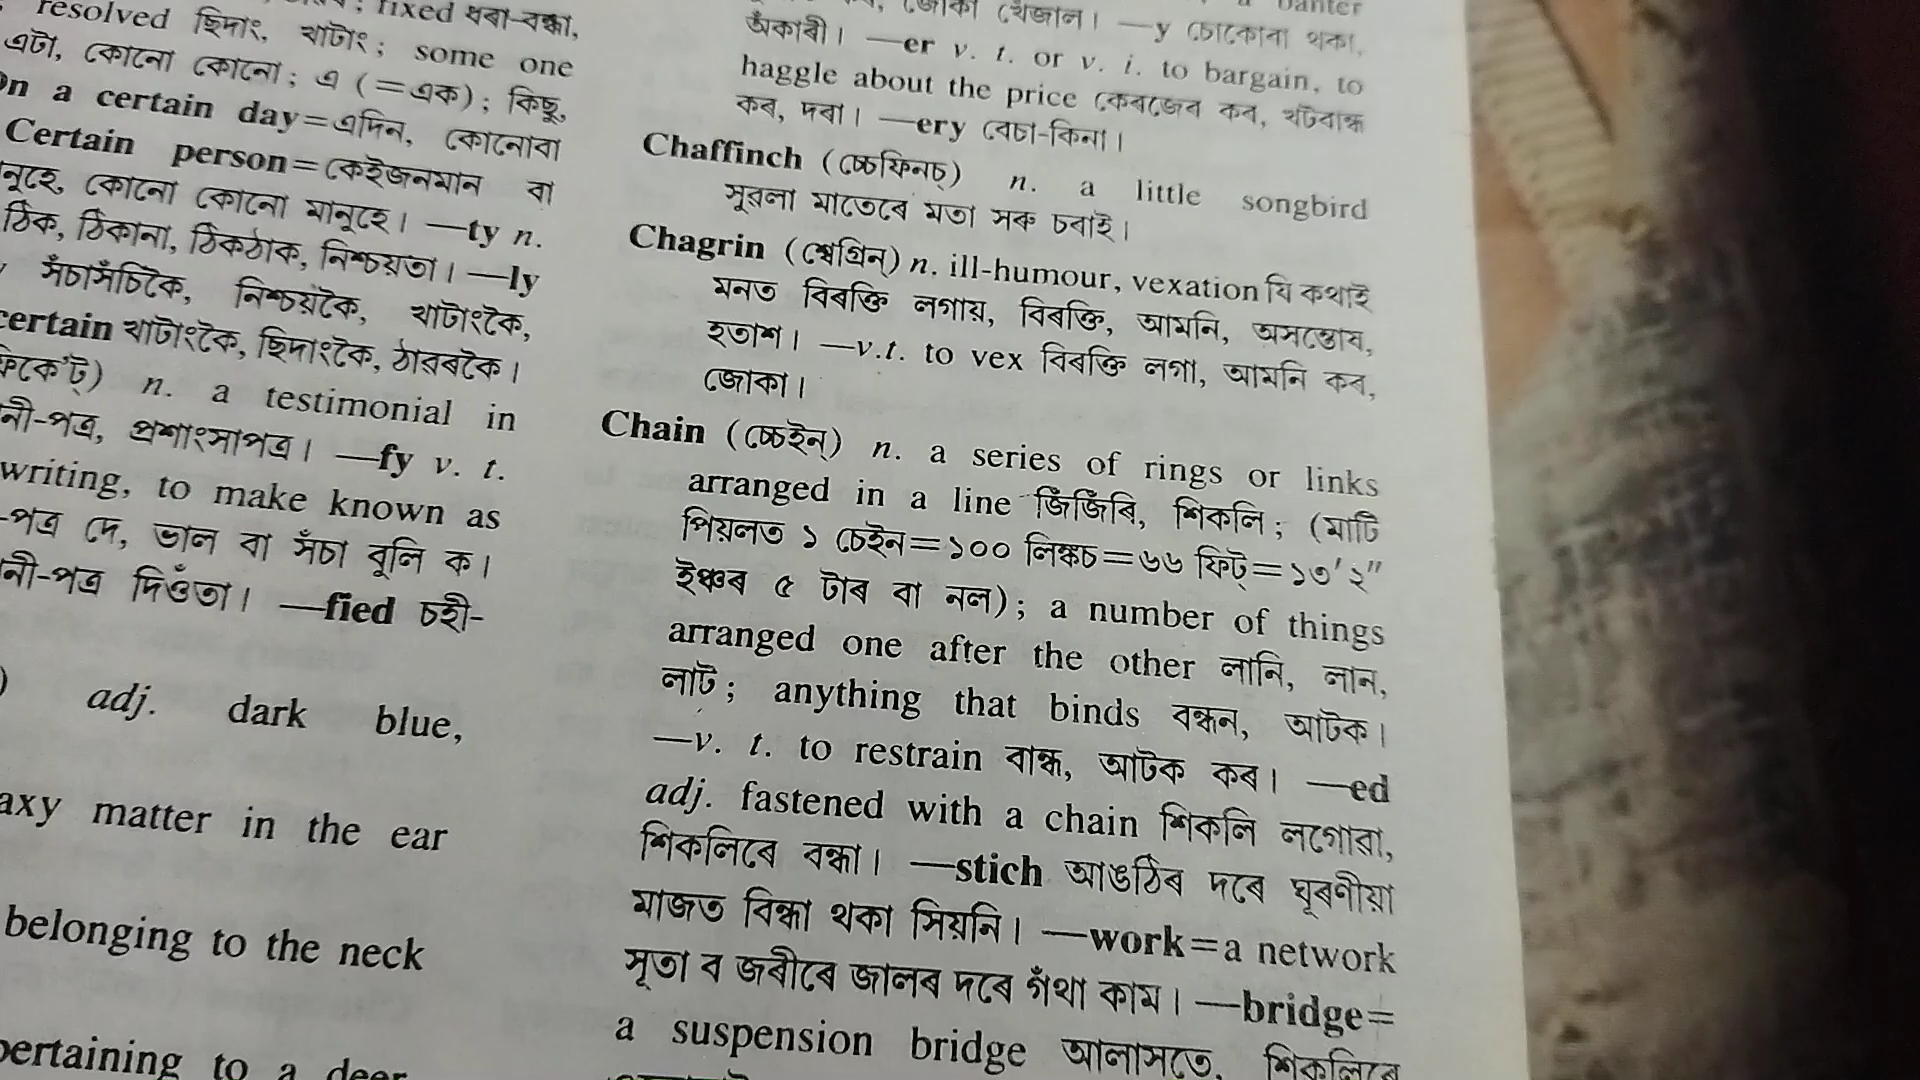 resolved ছিদাং, খাটাং; some one
এটা, কোনো কোনো; এ (=এক); কিছু,
a certain day=এদিন, কোনোবা
Certain person=কেইজনমান বা
কোনো কোনো মানুহে। —ty n.
ঠিক, ঠিকানা, ঠিকঠাক, নিশ্চয়তা। —ly
সঁচাসঁচিকৈ, নিশ্চয়কৈ, খাটাংকৈ,
certain খাটাংকৈ, ছিদাংকৈ, ঠাৱৰকৈ।
n. a testimonial in
প্ৰশাংসাপত্ৰ। —fy v. t.
writing, to make known as
-পত্ৰ দে, ভাল বা সঁচা বুলি ক।
নী-পত্ৰ দিওঁতা। —fied চহী-
adj. dark blue,
matter in the ear
belonging to the neck
pertaining to a deer
থেজাল। —y চোকোৰা থকা,
অঁকাৰী। —er v. t. or v. i. to bargain, to
haggle about the price কেৰজেৰ কৰ, খটৰান্ধ
কৰ, দৰা। —ery বেচা-কিনা।
Chaffinch (চ্চেফিনচ্) n. a little songbird
সুৱলা মাতেৰে মতা সৰু চৰাই।
Chagrin (শ্বেগ্ৰিন্) n. ill-humour, vexation যি কথাই
মনত বিৰক্তি লগায়, বিৰক্তি, আমনি, অসন্তোষ,
হতাশ। —v.t. to vex বিৰক্তি লগা, আমনি কৰ,
জোকা।
Chain (চ্চেইন্) n. a series of rings or links
arranged in a line জিঁজিঁৰি, শিকলি; (মাটি
পিয়লত ১ চেইন=১০০ লিঙ্কচ=৬৬ ফিট্=১৩′২″
ইঞ্চৰ ৫ টাৰ বা নল); a number of things
arranged one after the other লানি, লান,
লাট; anything that binds বন্ধন, আটক।
—v. t. to restrain বান্ধ, আটক কৰ। —ed
adj. fastened with a chain শিকলি লগোৱা,
শিকলিৰে বন্ধা। —stich আঙঠিৰ দৰে ঘূৰণীয়া
মাজত বিন্ধা থকা সিয়নি। —work=a network
সূতা ব জৰীৰে জালৰ দৰে গঁথা কাম। —bridge=
a suspension bridge আলাসতে, শিকলিৰে